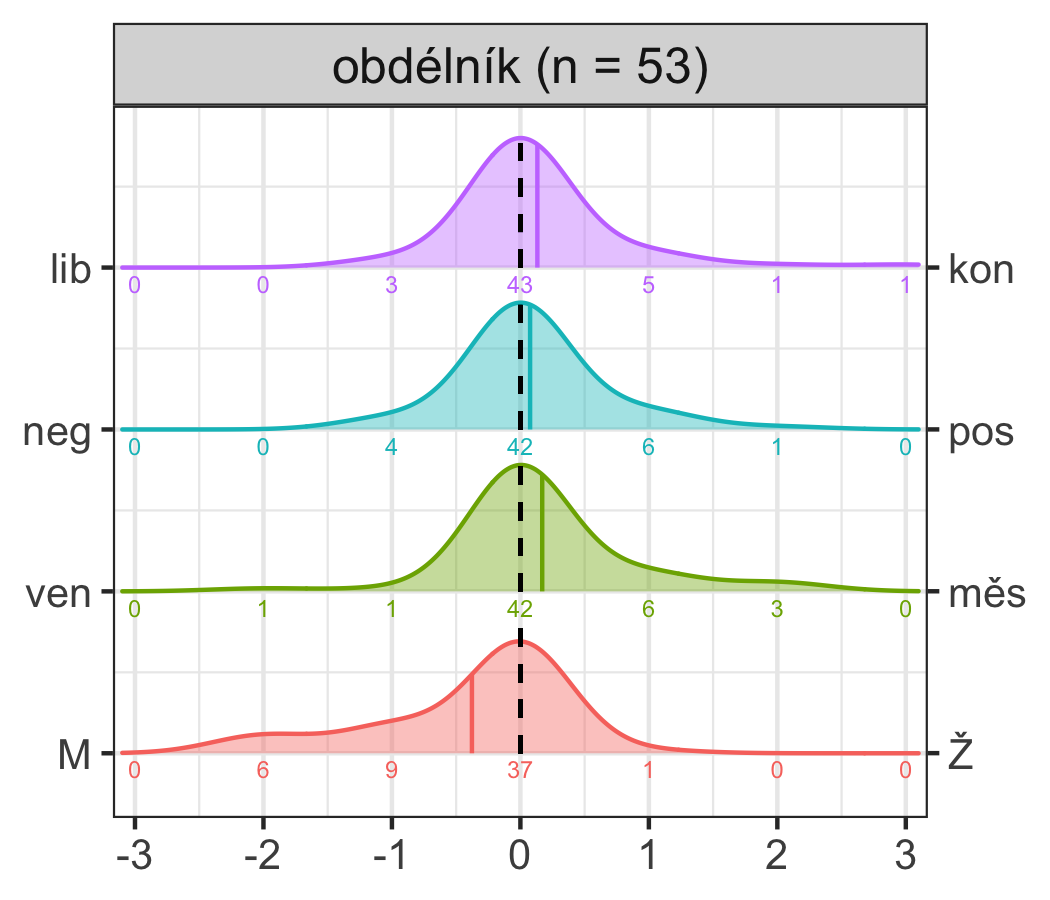 obdélník (n = 53)
lib kon
0 0 3 43 5 1 1
neg pos
0 0 4 42 6 1 0
ven měs
0 1 1 42 6 3 0
M Ž
0 6 9 37 1 0 0
-3 -2 -1 0 1 2 3